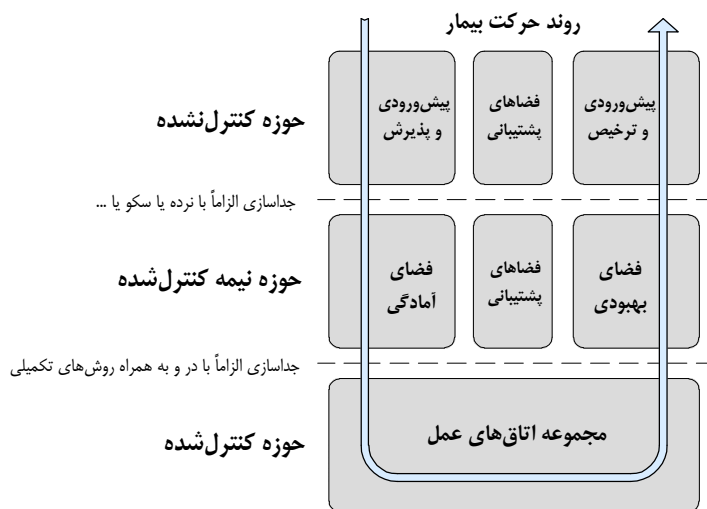 روند حرکت بیمار
حوزه کنترل‌نشده
پیش‌ورودی
و ترخیص
فضاهای
پشتیبانی
پیش‌ورودی
و پذیرش
جداسازی الزاماً با نرده یا سکو یا ...
حوزه نیمه کنترل‌شده
فضای
بهبودی
فضاهای
پشتیبانی
فضای
آمادگی
جداسازی الزاماً با در و به همراه روش‌های تکمیلی
حوزه کنترل‌شده
مجموعه اتاق‌های عمل